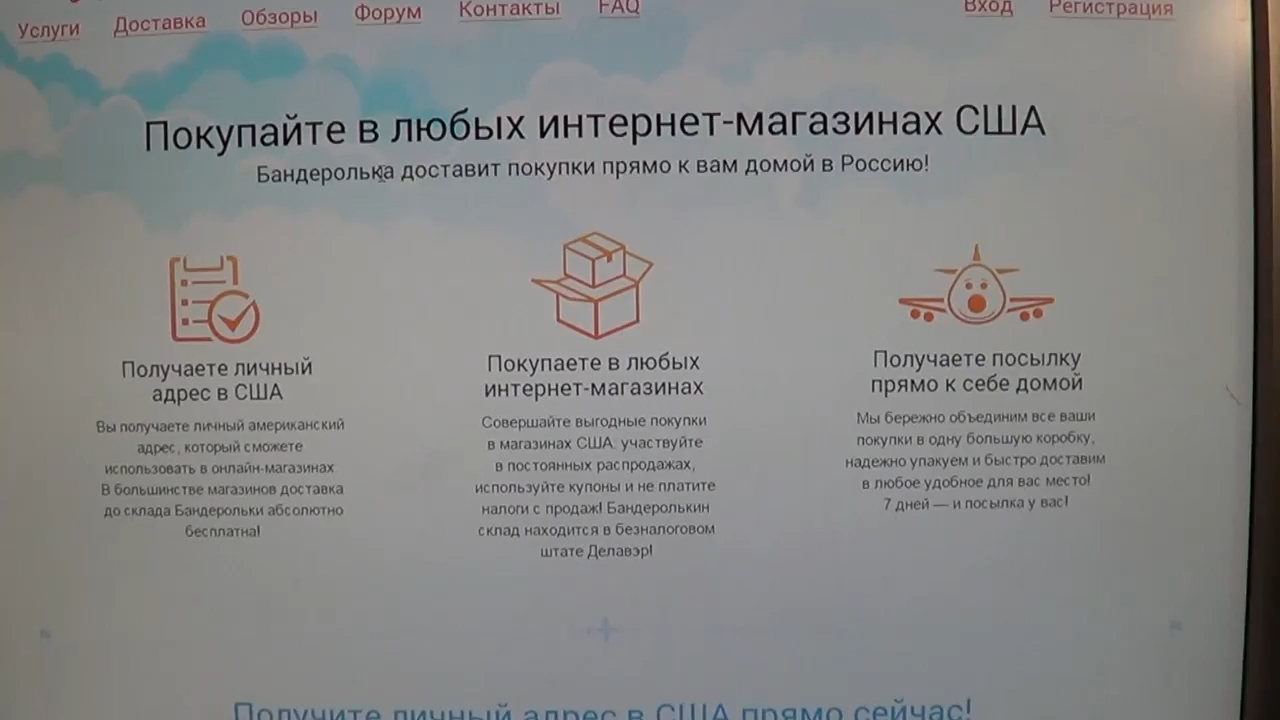 Услуги Доставка Обзоры Форум Контакты FAQ Вход Регистрация
Покупайте в любых интернет-магазинах США
Бандеролька доставит покупки прямо к вам домой в Россию!
Получаете личный
адрес в США
Вы получаете личный американский
адрес, который сможете
использовать в онлайн-магазинах
В большинстве магазинов доставка
до склада Бандерольки абсолютно
бесплатна!
Покупаете в любых
интернет-магазинах
Совершайте выгодные покупки
в магазинах США. участвуйте
в постоянных распродажах,
используйте купоны и не платите
налоги с продаж! Бандеролькин
склад находится в безналоговом
штате Делавэр!
Получаете посылку
прямо к себе домой
Мы бережно объединим все ваши
покупки в одну большую коробку,
надежно упакуем и быстро доставим
в любое удобное для вас место!
7 дней — и посылка у вас!
Получите личный адрес в США прямо сейчас!